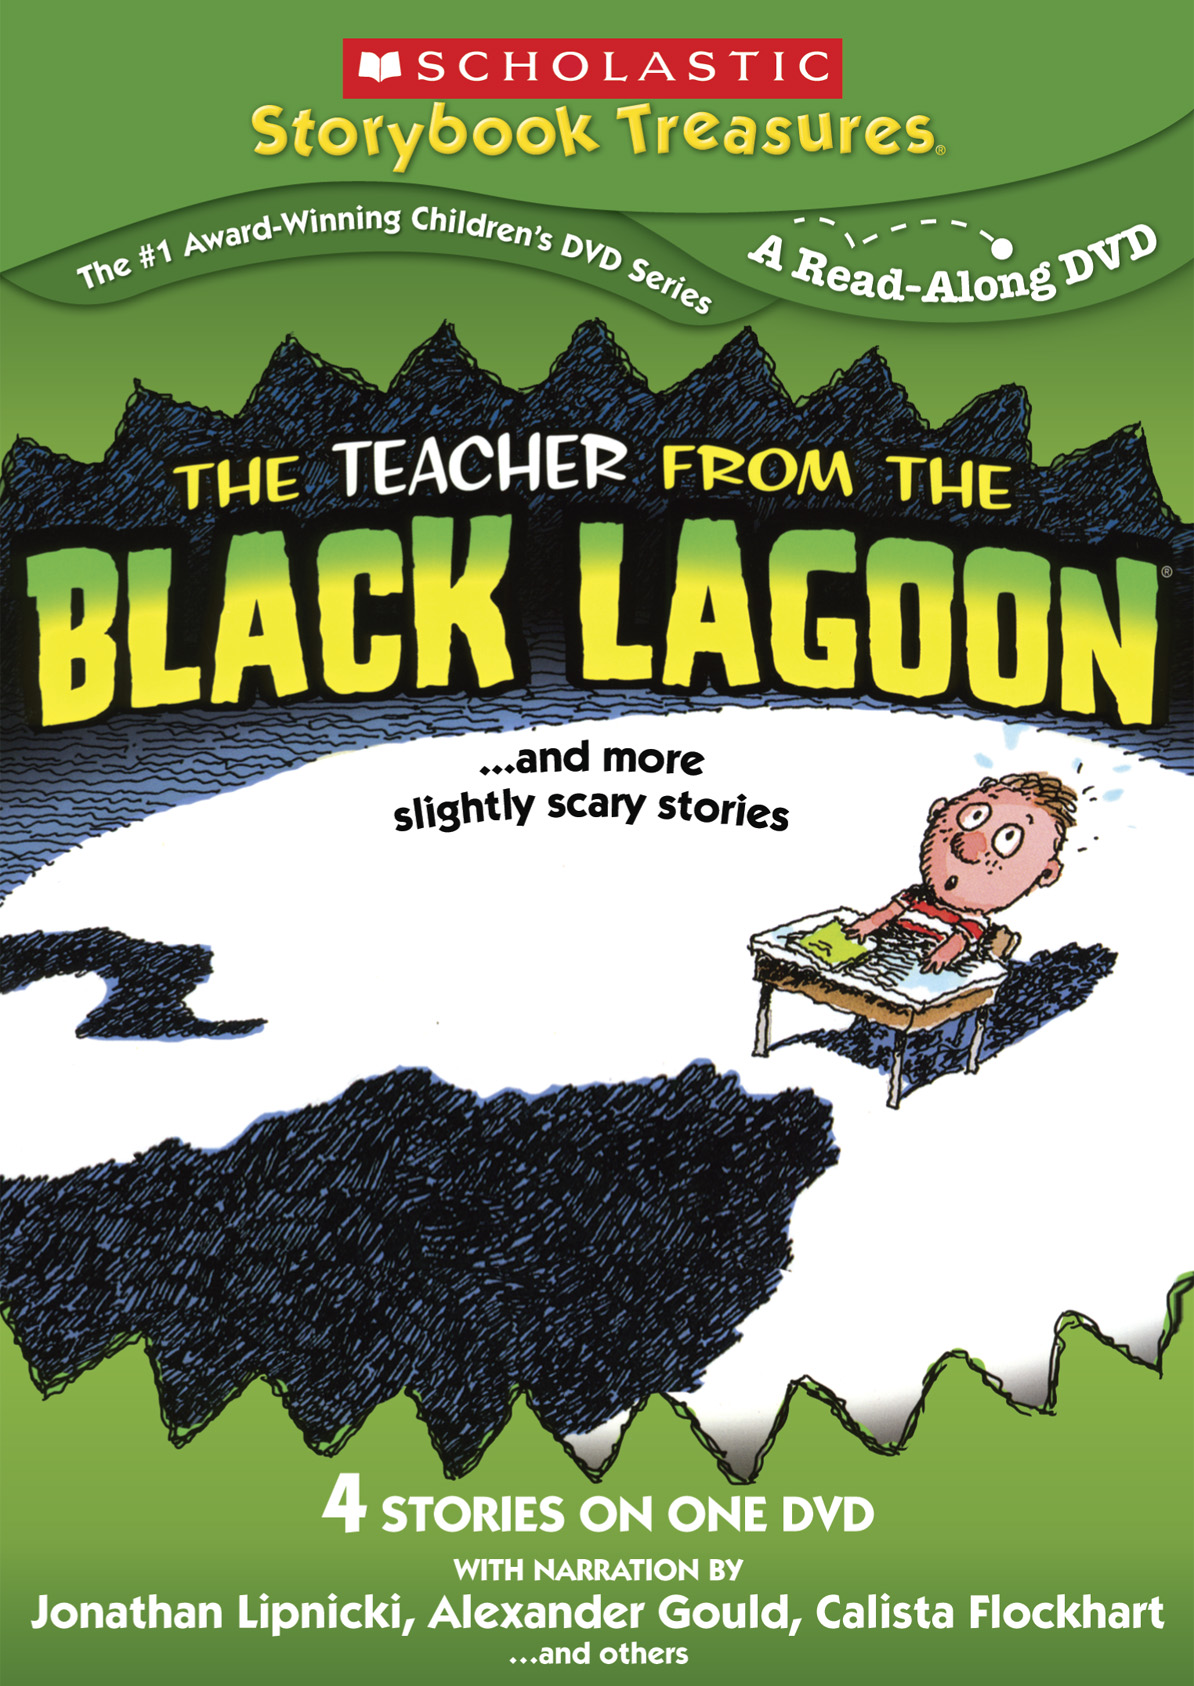 SCHOLASTIC
Storybook Treasures®
The #1 Award-Winning Children's DVD Series
A Read-Along DVD
THE TEACHER FROM THE
BLACK LAGOON®
...and more
slightly scary stories
4 STORIES ON ONE DVD
WITH NARRATION BY
Jonathan Lipnicki, Alexander Gould, Calista Flockhart
...and others